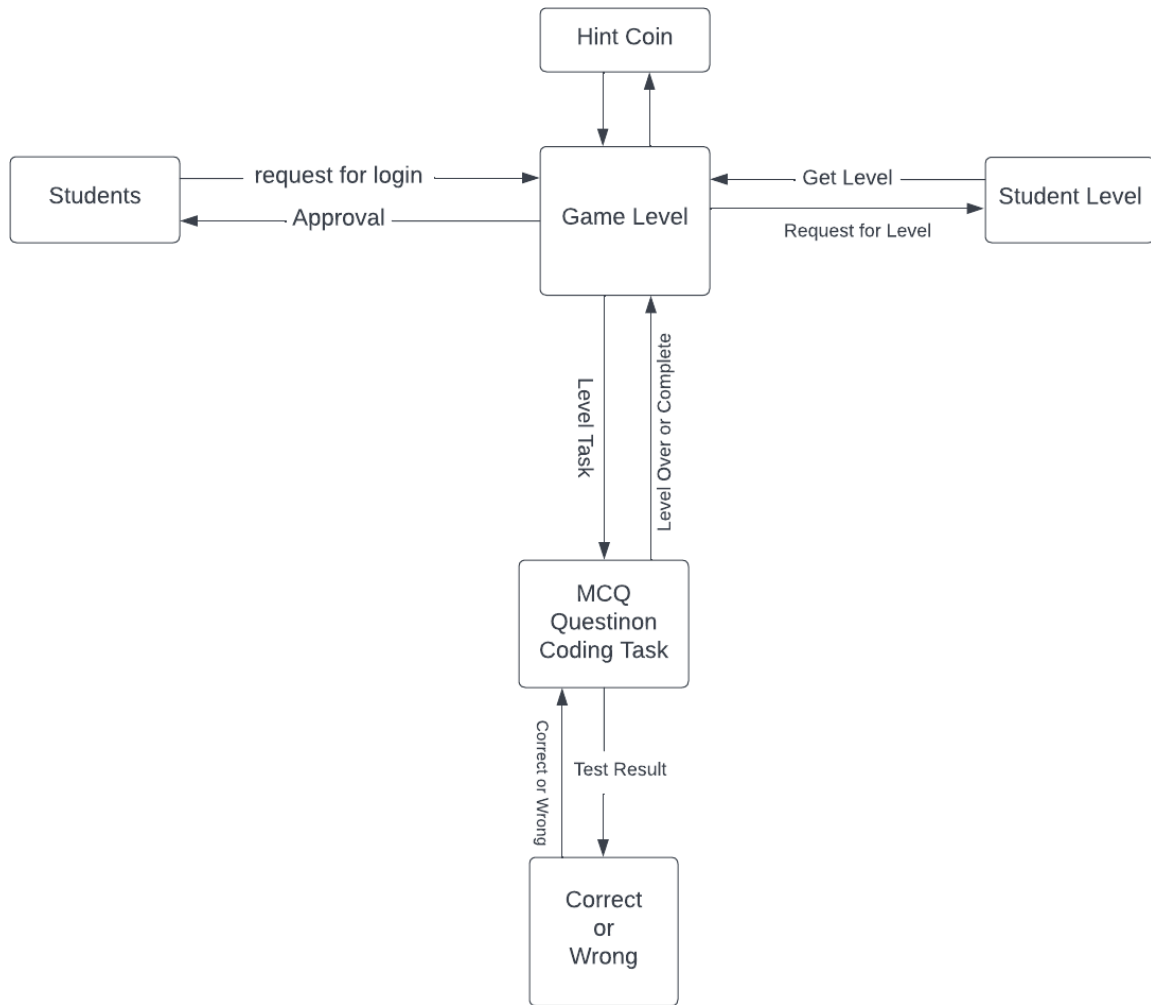 Hint Coin
Students
request for login
Approval
Game Level
Get Level
Request for Level
Student Level
Level Task
Level Over or Complete
MCQ
Questinon
Coding Task
Correct or Wrong
Test Result
Correct
or
Wrong